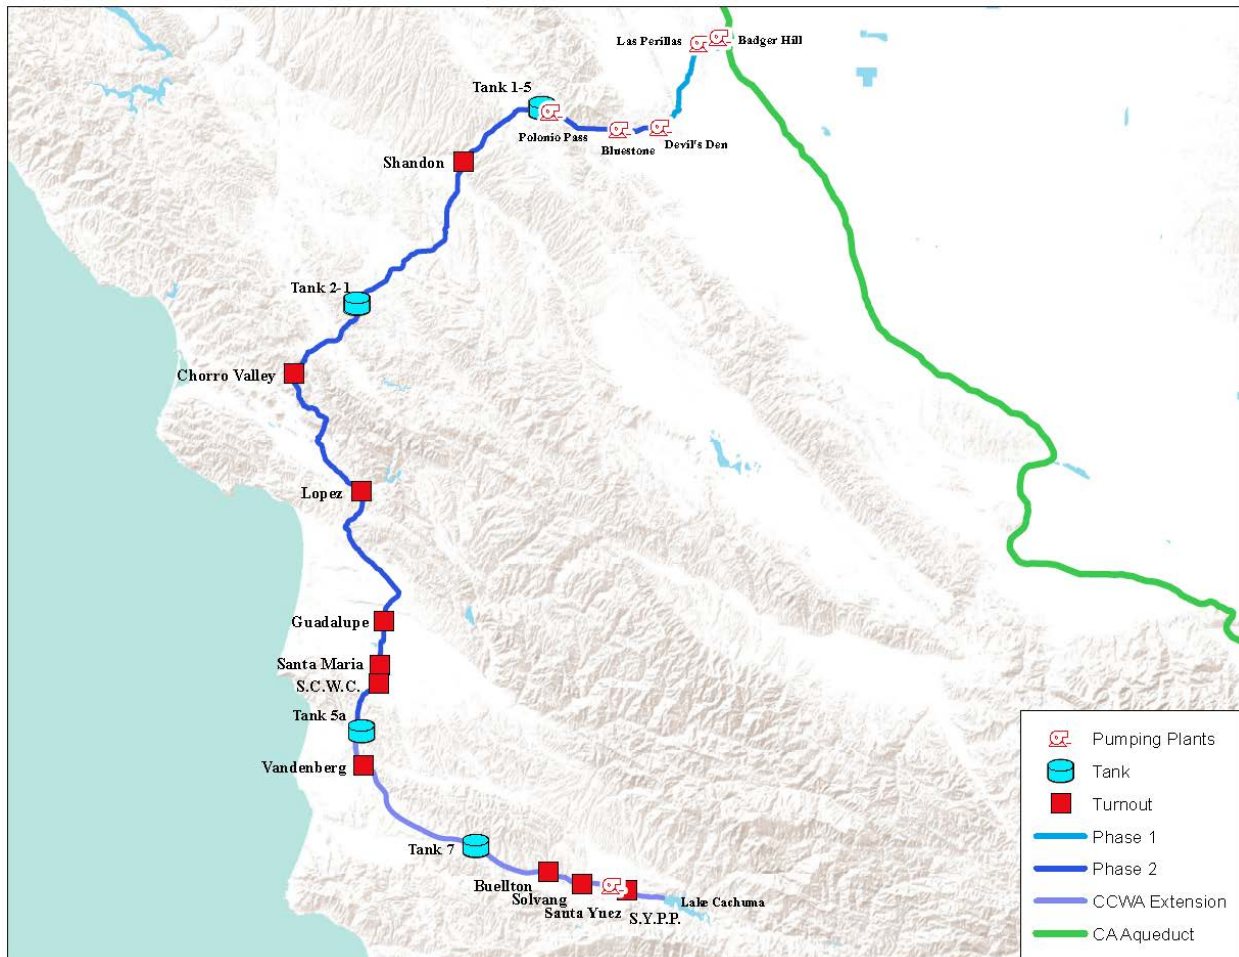 Las Perillas
Badger Hill
Tank 1-5
Polonio Pass
Bluestone
Devil's Den
Shandon
Tank 2-1
Chorro Valley
Lopez
Guadalupe
Santa Maria
S.C.W.C.
Tank 5a
Vandenberg
Tank 7
Buellton
Solvang
Santa Ynez
S.Y.P.P.
Lake Cachuma
Pumping Plants
Tank
Turnout
Phase 1
Phase 2
CCWA Extension
CA Aqueduct